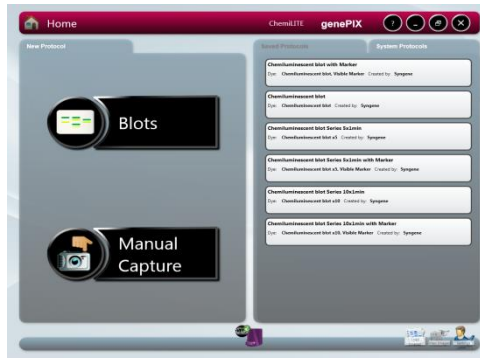 Home
ChemiLITE genePIX
New Protocol
Blots
Manual
Capture
Saved Protocols System Protocols
Chemiluminescent blot with Marker
Dye: Chemiluminescent blot, Visible Marker Created by: Syngene
Chemiluminescent blot
Dye: Chemiluminescent blot Created by: Syngene
Chemiluminescent blot Series 5x1min
Dye: Chemiluminescent blot x5 Created by: Syngene
Chemiluminescent blot Series 5x1min with Marker
Dye: Chemiluminescent blot x5, Visible Marker Created by: Syngene
Chemiluminescent blot Series 10x1min
Dye: Chemiluminescent blot x10 Created by: Syngene
Chemiluminescent blot Series 10x1min with Marker
Dye: Chemiluminescent blot x10, Visible Marker Created by: Syngene